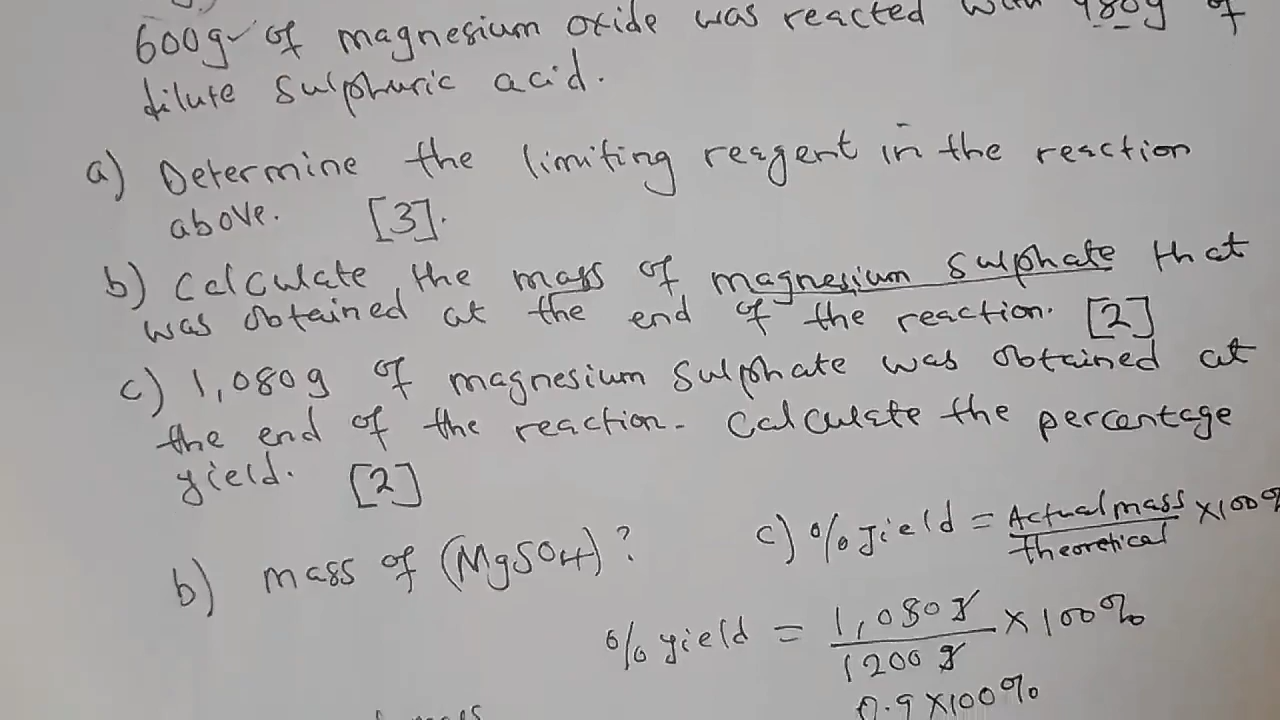 600g of magnesium oxide was reacted with 980g of
dilute sulphuric acid.
a) Determine the limiting reagent in the reaction
above. [3].
b) Calculate the mass of magnesium sulphate that
was obtained at the end of the reaction. [2]
c) 1,080g of magnesium sulphate was obtained at
the end of the reaction. Calculate the percentage
yield. [2]
c) % yield = Actual mass / Theoretical × 100%
b) mass of (MgSO4)?
% yield = 1,080g / 1200g × 100%
0.9 × 100%
mass